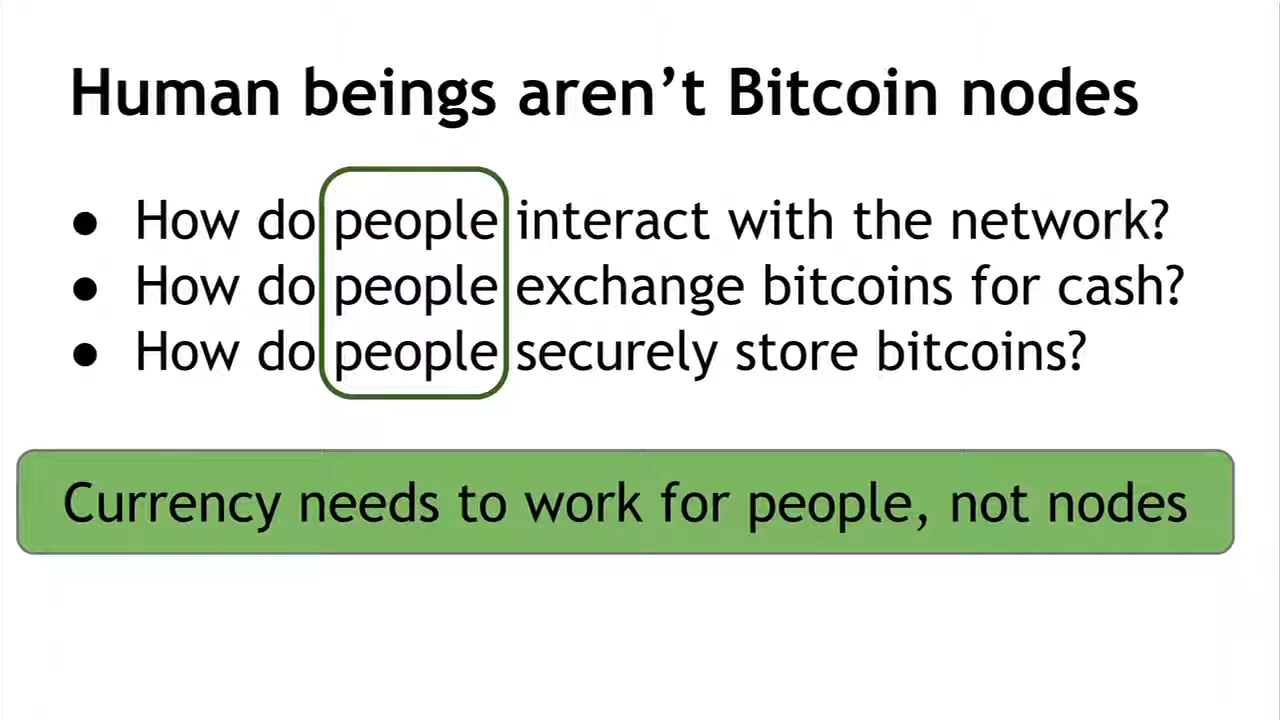 Human beings aren’t Bitcoin nodes
● How do people interact with the network?
● How do people exchange bitcoins for cash?
● How do people securely store bitcoins?
Currency needs to work for people, not nodes